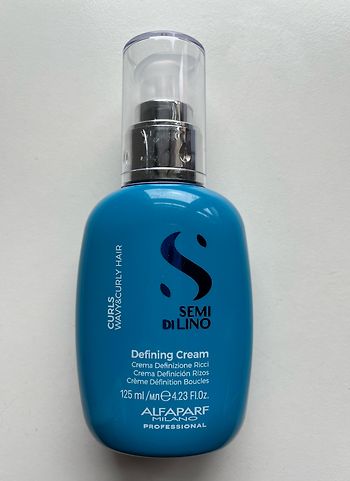 CURLS
WAVY&CURLY HAIR
SEMI
DI LINO
Defining Cream
Crema Definizione Ricci
Crema Definición Rizos
Crème Définition Boucles
125 ml/мл℮4.23 Fl.Oz.
ALFAPARF
MILANO
PROFESSIONAL